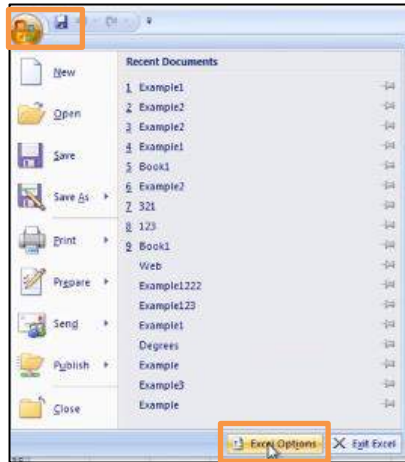 New
Open
Save
Save As
Print
Prepare
Send
Publish
Close
Recent Documents
1 Example1
2 Example2
3 Example2
4 Example1
5 Book1
6 Example2
7 321
8 123
9 Book1
Web
Example1222
Example123
Example1
Degrees
Example
Example3
Example
Excel Options
Exit Excel